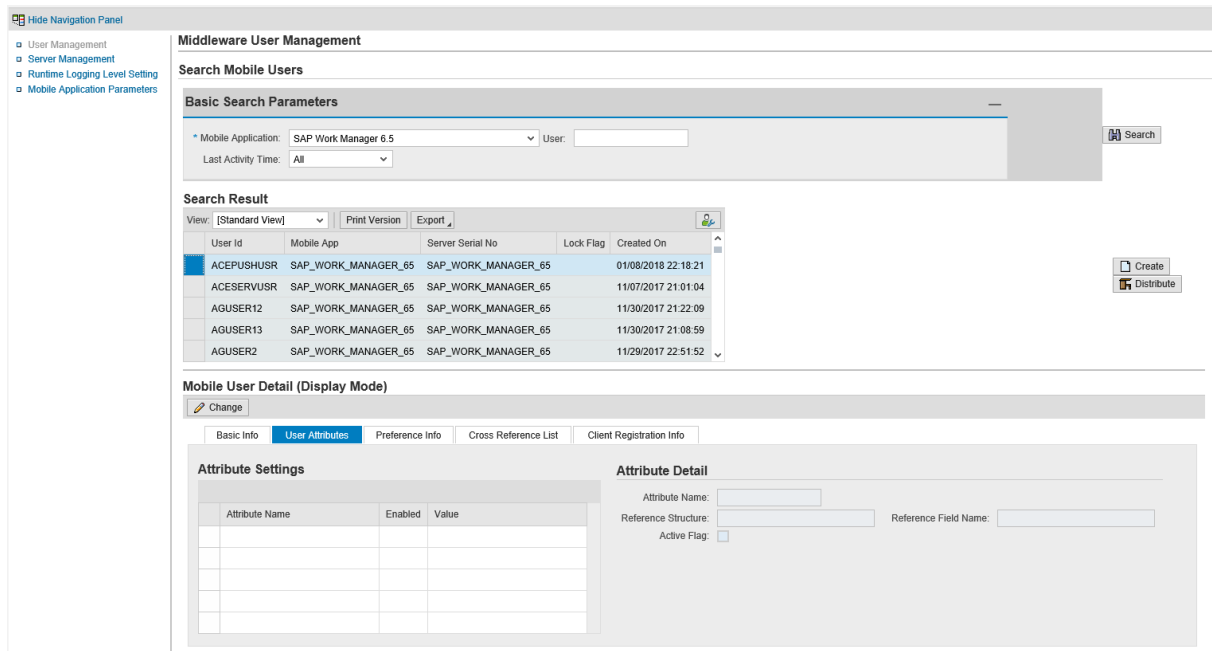 Hide Navigation Panel
User Management
Server Management
Runtime Logging Level Setting
Mobile Application Parameters
Middleware User Management
Search Mobile Users
Basic Search Parameters
* Mobile Application: SAP Work Manager 6.5 User:
Last Activity Time: All
Search
Search Result
View: [Standard View] Print Version Export
User Id Mobile App Server Serial No Lock Flag Created On
ACEPUSHUSR SAP_WORK_MANAGER_65 SAP_WORK_MANAGER_65 01/08/2018 22:18:21
ACESERVUSR SAP_WORK_MANAGER_65 SAP_WORK_MANAGER_65 11/07/2017 21:01:04
AGUSER12 SAP_WORK_MANAGER_65 SAP_WORK_MANAGER_65 11/30/2017 21:22:09
AGUSER13 SAP_WORK_MANAGER_65 SAP_WORK_MANAGER_65 11/30/2017 21:08:59
AGUSER2 SAP_WORK_MANAGER_65 SAP_WORK_MANAGER_65 11/29/2017 22:51:52
Create
Distribute
Mobile User Detail (Display Mode)
Change
Basic Info User Attributes Preference Info Cross Reference List Client Registration Info
Attribute Settings
Attribute Name Enabled Value
Attribute Detail
Attribute Name:
Reference Structure: Reference Field Name:
Active Flag: